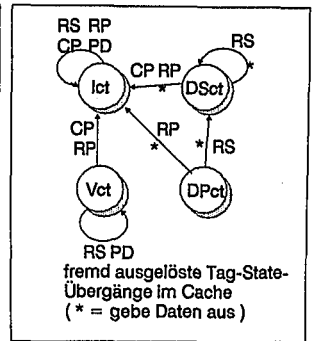 RS RP
CP PD
RS
*
Ict
CP RP
*
DSct
CP
RP
RP
*
* RS
Vct
DPct
RS PD
fremd ausgelöste Tag-State-
Übergänge im Cache
( * = gebe Daten aus )